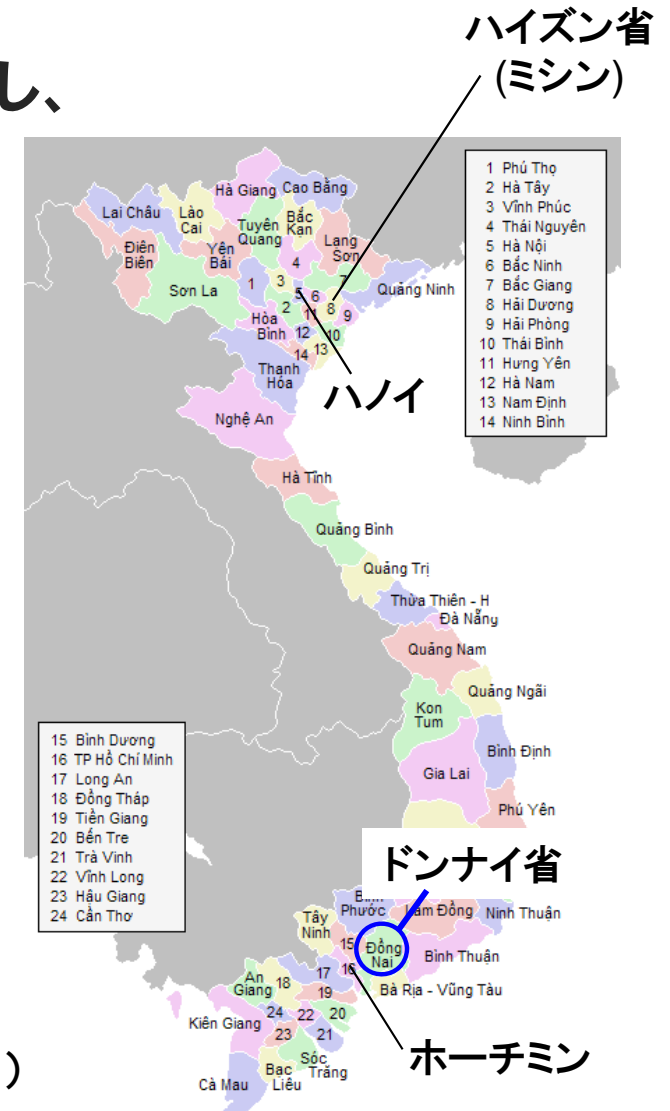 ハイズン省
(ミシン)
し、
1 Phú Thọ
2 Hà Tây
3 Vĩnh Phúc
4 Thái Nguyên
5 Hà Nội
6 Bắc Ninh
7 Bắc Giang
8 Hải Dương
9 Hải Phòng
10 Thái Bình
11 Hưng Yên
12 Hà Nam
13 Nam Định
14 Ninh Bình
Hà Giang
Cao Bằng
Lai Châu
Lào
Cai
Tuyên
Quang
Bắc
Kạn
Lạng
Sơn
Điện
Biên
Yên
Bái
4
7
Sơn La
1
3
5
6
8
Quảng Ninh
2
11
9
Hòa
Bình
12
10
14
13
Thanh
Hóa
ハノイ
Nghệ An
Hà Tĩnh
Quảng Bình
Quảng Trị
Thừa Thiên - H
Đà Nẵng
Quảng Nam
Quảng Ngãi
Kon
Tum
Bình Định
Gia Lai
Phú Yên
15 Bình Dương
16 TP Hồ Chí Minh
17 Long An
18 Đồng Tháp
19 Tiền Giang
20 Bến Tre
21 Trà Vinh
22 Vĩnh Long
23 Hậu Giang
24 Cần Thơ
ドンナイ省
Phước
Lâm Đồng
Ninh Thuận
Tây
Ninh
15
Đồng
Nai
Bình Thuận
16
An
Giang
18
17
Bà Rịa - Vũng Tàu
19
Kiên Giang
24
22
20
23
21
Sóc
Trăng
ホーチミン
Cà Mau
Bạc
Liêu
)